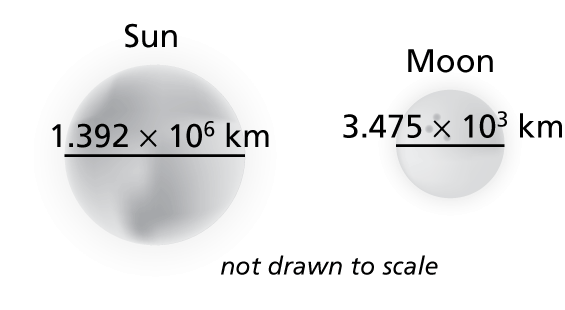 Sun
1.392 × 10⁶ km
Moon
3.475 × 10³ km
not drawn to scale